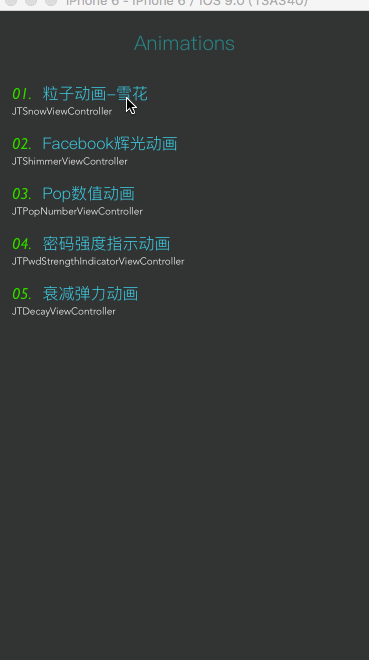 iPhone 6 - iPhone 6 / iOS 9.0 (13A340)
Animations
01. 粒子动画-雪花
JTSnowViewController
02. Facebook辉光动画
JTShimmerViewController
03. Pop数值动画
JTPopNumberViewController
04. 密码强度指示动画
JTPwdStrengthIndicatorViewController
05. 衰减弹力动画
JTDecayViewController